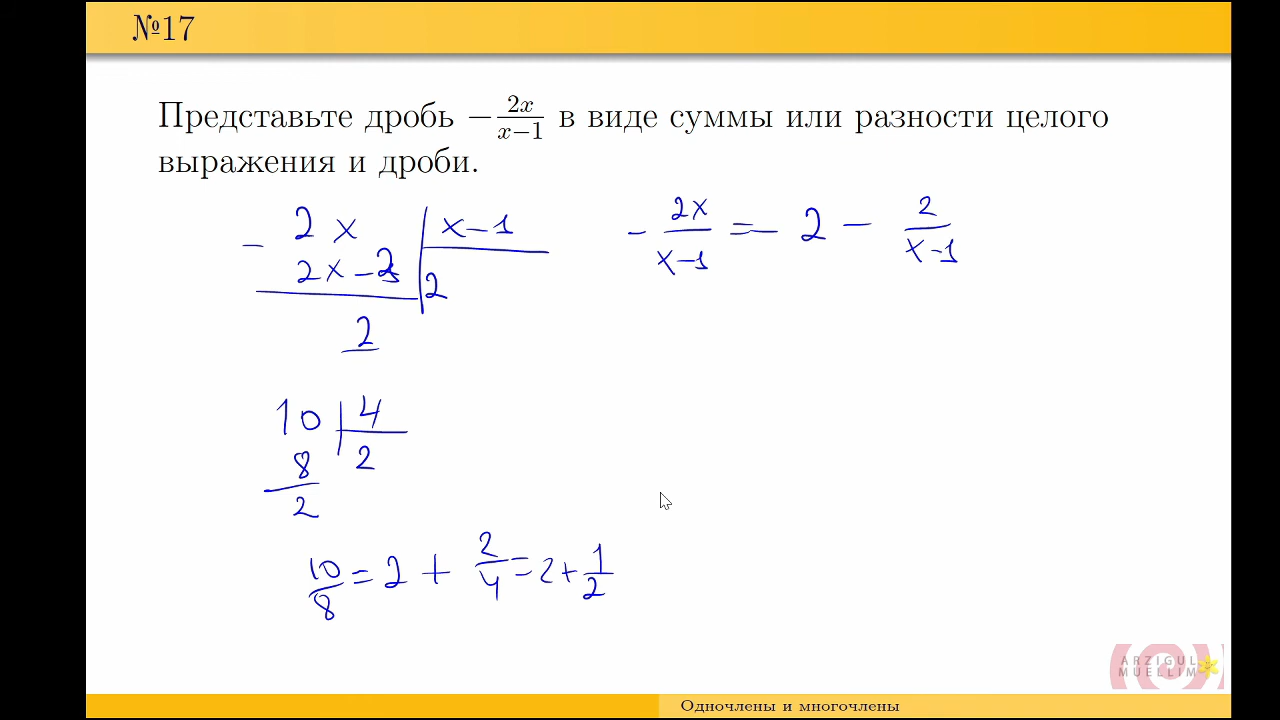 №17
Представьте дробь −2x/(x−1) в виде суммы или разности целого
выражения и дроби.
− 2x | x−1
2x−2 | 2
2
− 2x/(x−1) = − 2 − 2/(x−1)
10 | 4
8 | 2
2
10/8 = 2 + 2/4 = 2 + 1/2
ARZIGUL
MUELLIM
Одночлены и многочлены